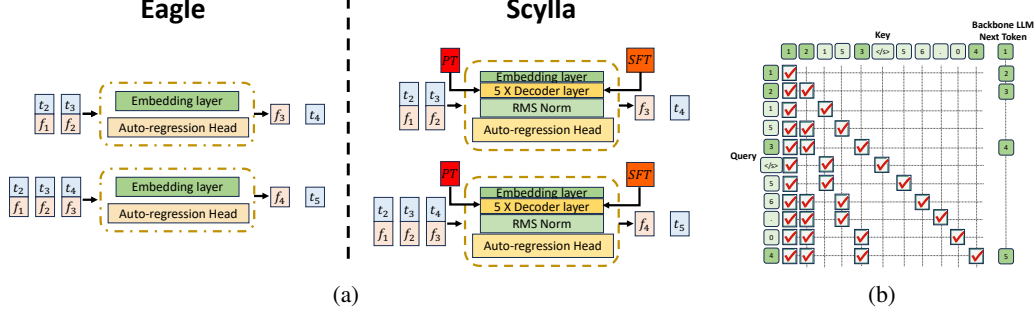 Eagle
t2 t3
f1 f2
Embedding layer
Auto-regression Head
f3 t4
t2 t3 t4
f1 f2 f3
Embedding layer
Auto-regression Head
f4 t5
Scylla
PT
SFT
t2 t3
f1 f2
Embedding layer
5 X Decoder layer
RMS Norm
Auto-regression Head
f3 t4
PT
SFT
t2 t3 t4
f1 f2 f3
Embedding layer
5 X Decoder layer
RMS Norm
Auto-regression Head
f4 t5
(a)
Key
Backbone LLM
Next Token
1 2 1 5 3 </s> 5 6 . 0 4 1
1 2
2 3
1
5
3 4
Query
</s>
5
6
.
0
4 5
(b)